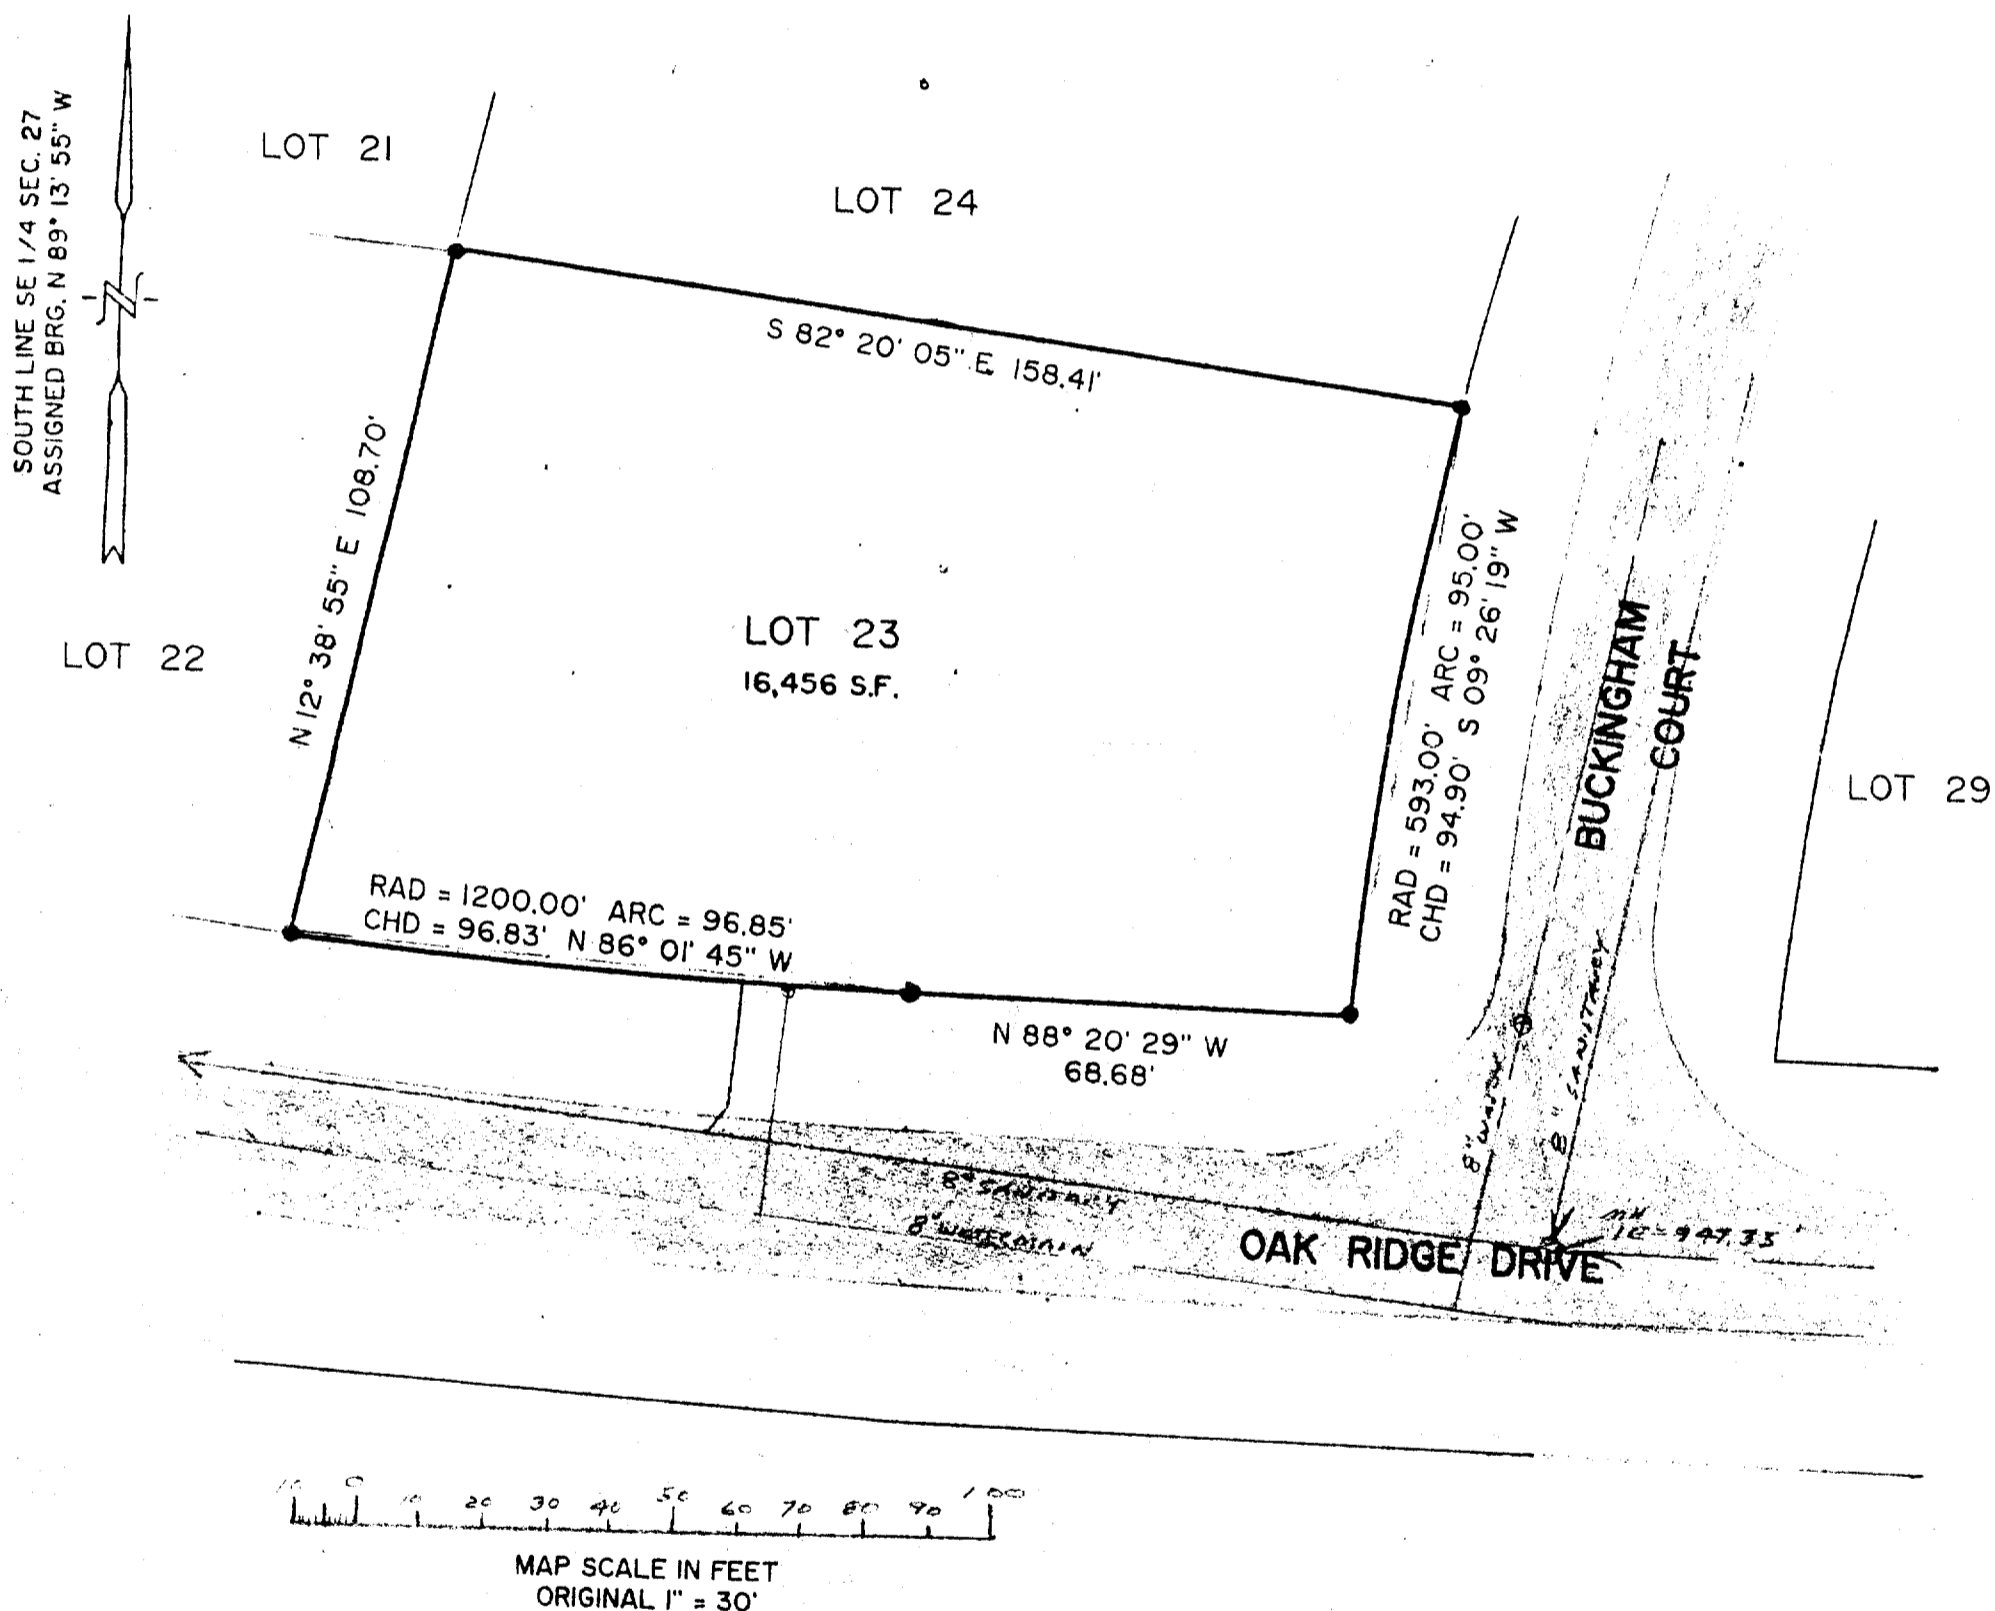 SOUTH LINE SE 1/4 SEC. 27
ASSIGNED BRG. N 89° 13' 55" W
LOT 21
LOT 24
S 82° 20' 05" E 158.41'
N 12° 38' 55" E 108.70'
LOT 22
LOT 23
16,456 S.F.
RAD = 593.00' ARC = 95.00'
CHD = 94.90' S 09° 26' 19" W
BUCKINGHAM
COURT
LOT 29
RAD = 1200.00' ARC = 96.85'
CHD = 96.83' N 86° 01' 45" W
N 88° 20' 29" W
68.68'
8" WATER
8" SANITARY
8" SANITARY
8" WATERMAIN
MH
IE=947.35'
OAK RIDGE DRIVE
10 0 10 20 30 40 50 60 70 80 90 100
MAP SCALE IN FEET
ORIGINAL 1" = 30'